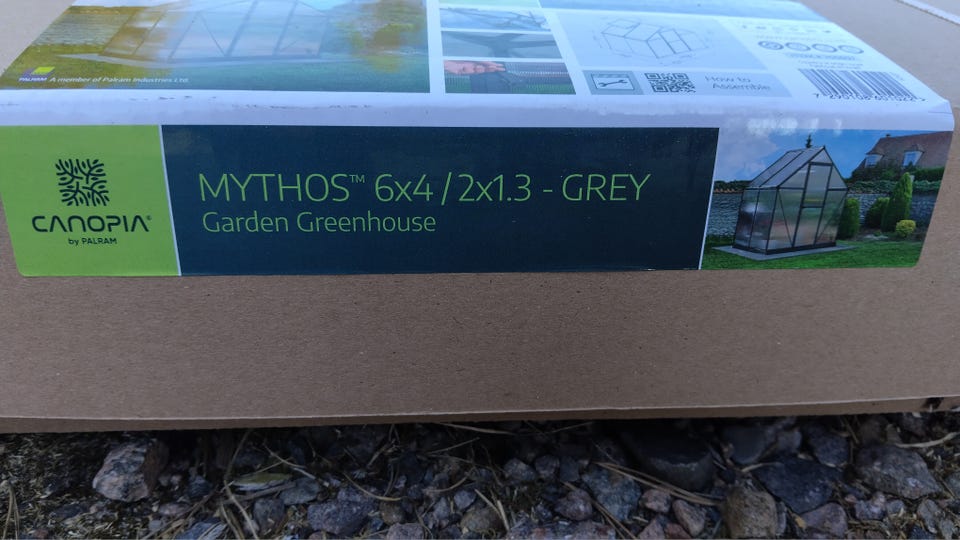 PALRAM A member of Palram Industries Ltd.
How to
Assemble
CANOPIA®
by PALRAM
MYTHOS™ 6x4 / 2x1.3 - GREY
Garden Greenhouse